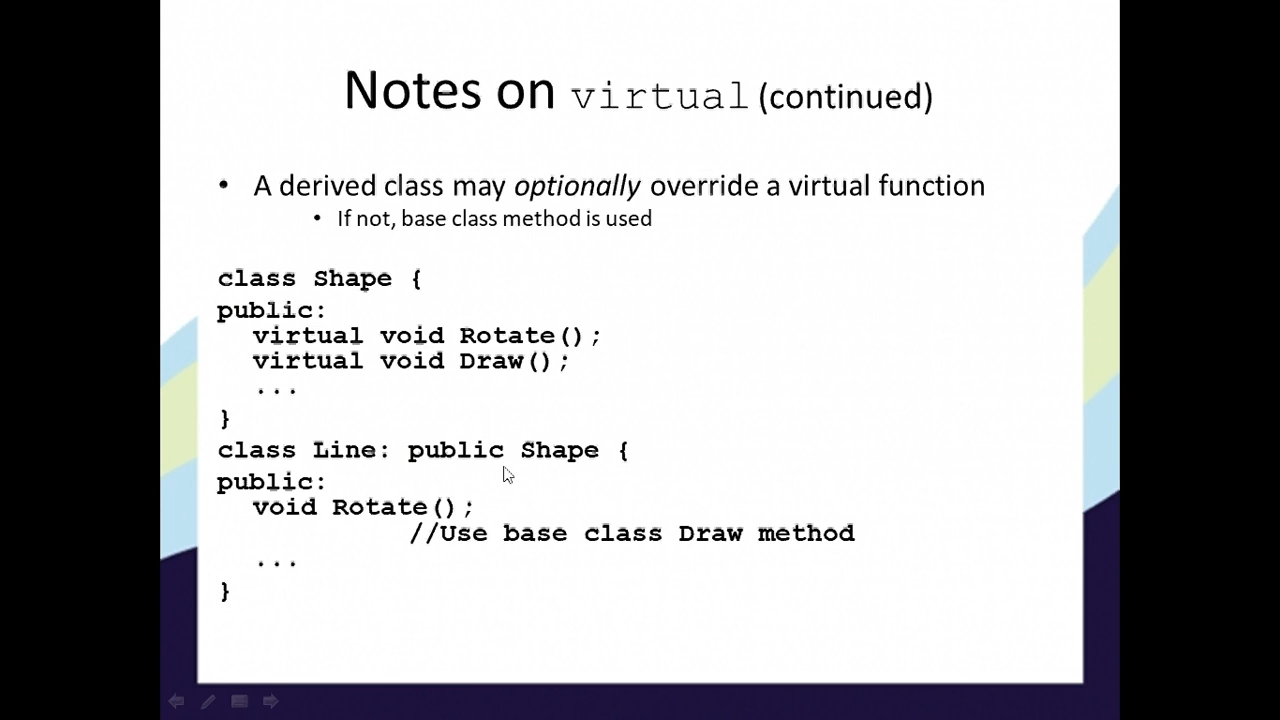 Notes on virtual (continued)
• A derived class may optionally override a virtual function
• If not, base class method is used
class Shape {
public:
virtual void Rotate();
virtual void Draw();
...
}
class Line: public Shape {
public:
void Rotate();
//Use base class Draw method
...
}